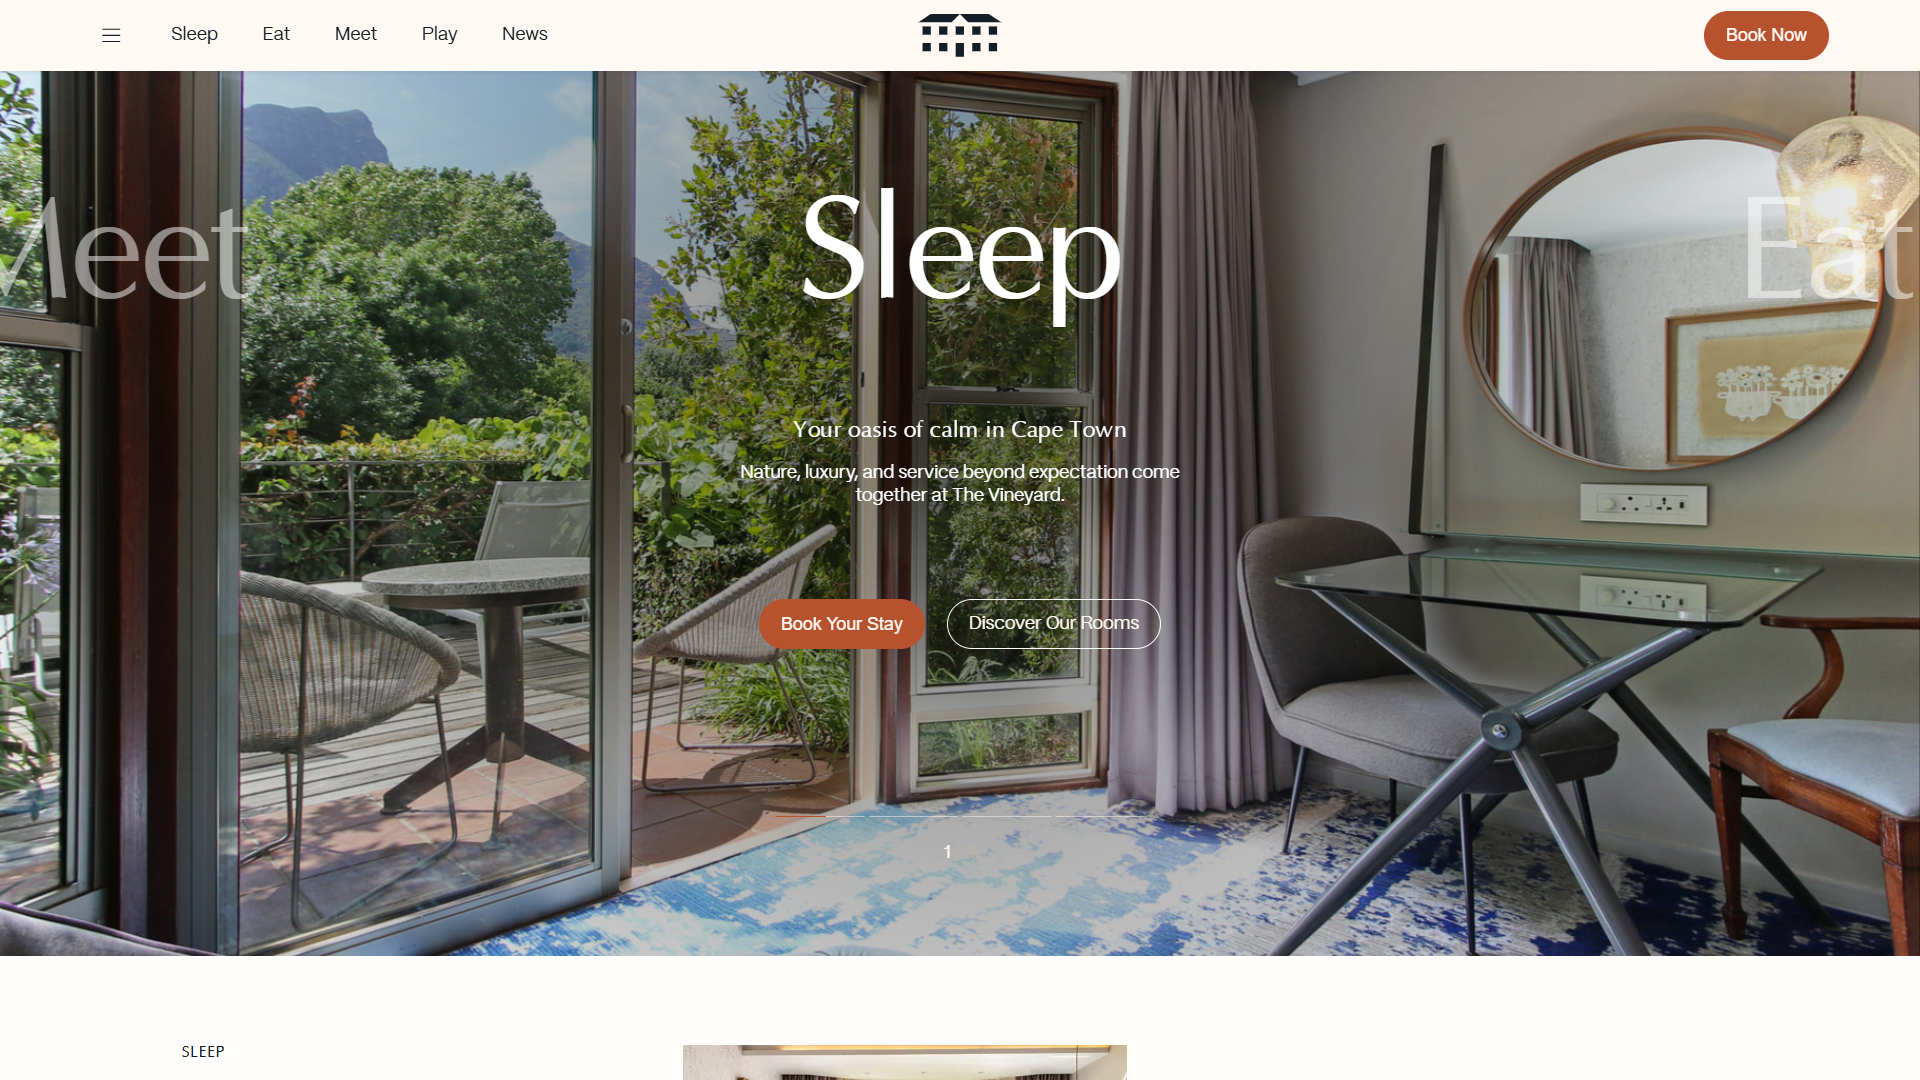 Sleep
Eat
Meet
Play
News
Book Now
Meet
Sleep
Eat
Your oasis of calm in Cape Town
Nature, luxury, and service beyond expectation come
together at The Vineyard.
Book Your Stay
Discover Our Rooms
1
SLEEP